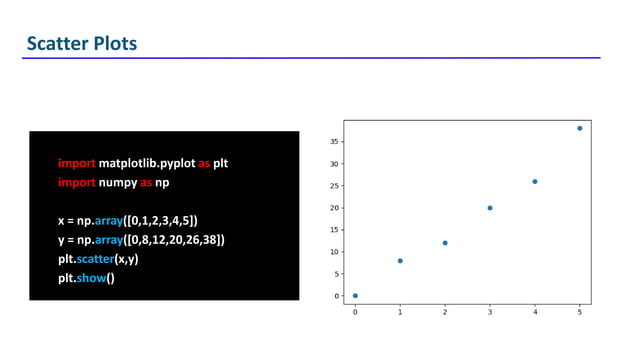 Scatter Plots
import matplotlib.pyplot as plt
import numpy as np
x = np.array([0,1,2,3,4,5])
y = np.array([0,8,12,20,26,38])
plt.scatter(x,y)
plt.show()
35
30
25
20
15
10
5
0
0 1 2 3 4 5